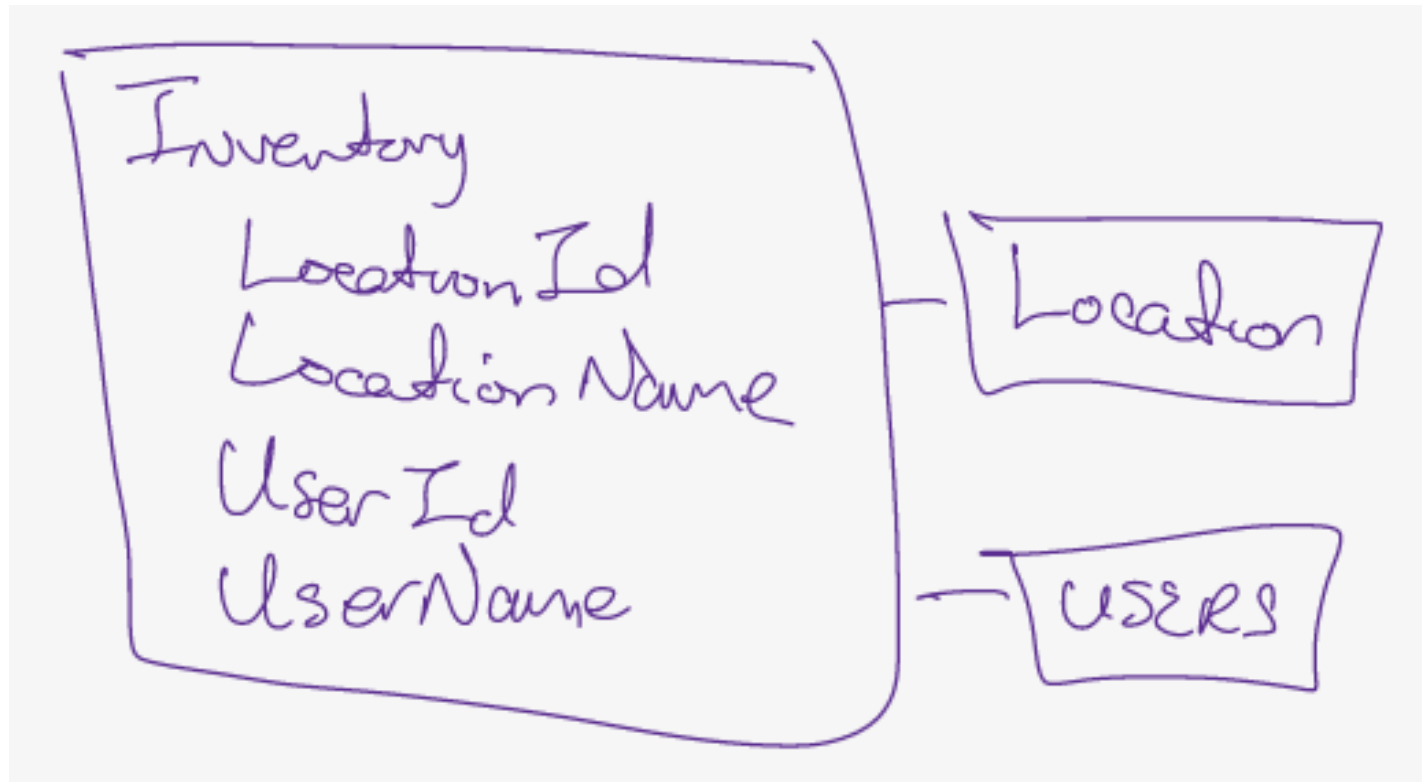 Inventory
LocationId
LocationName
UserId
UserName
Location
USERS